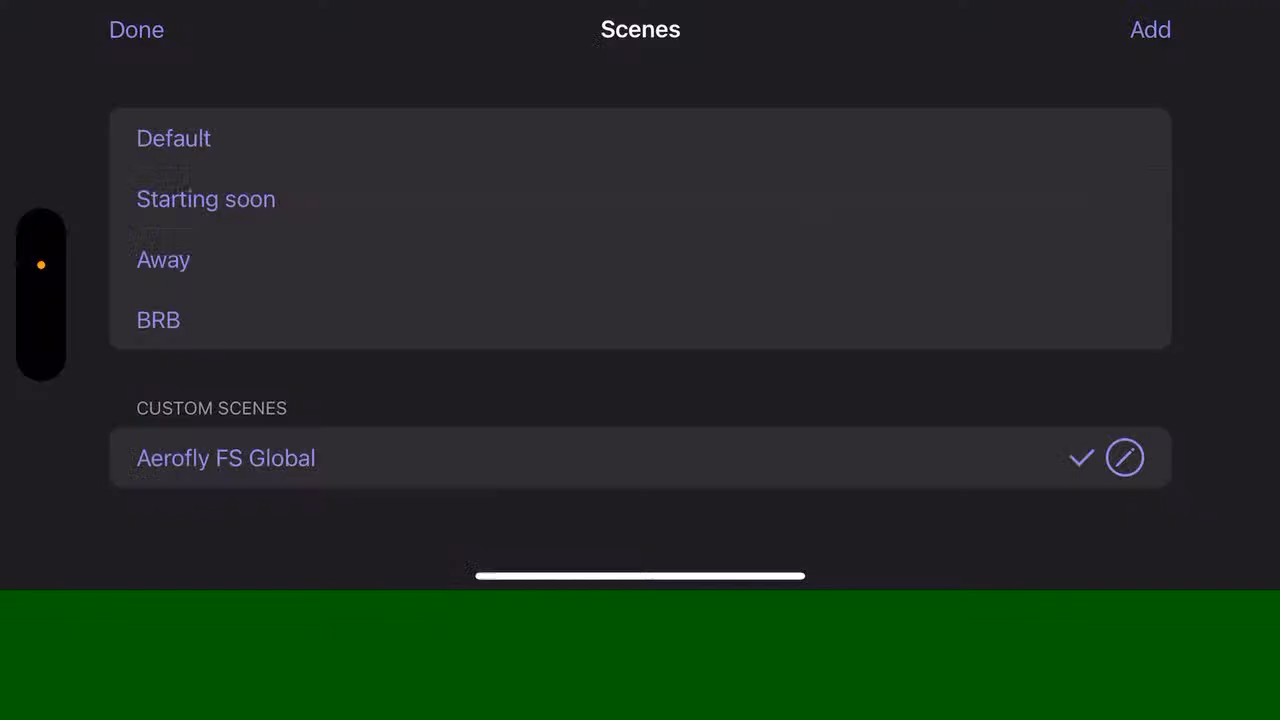 Done
Scenes
Add
Default
Starting soon
Away
BRB
CUSTOM SCENES
Aerofly FS Global